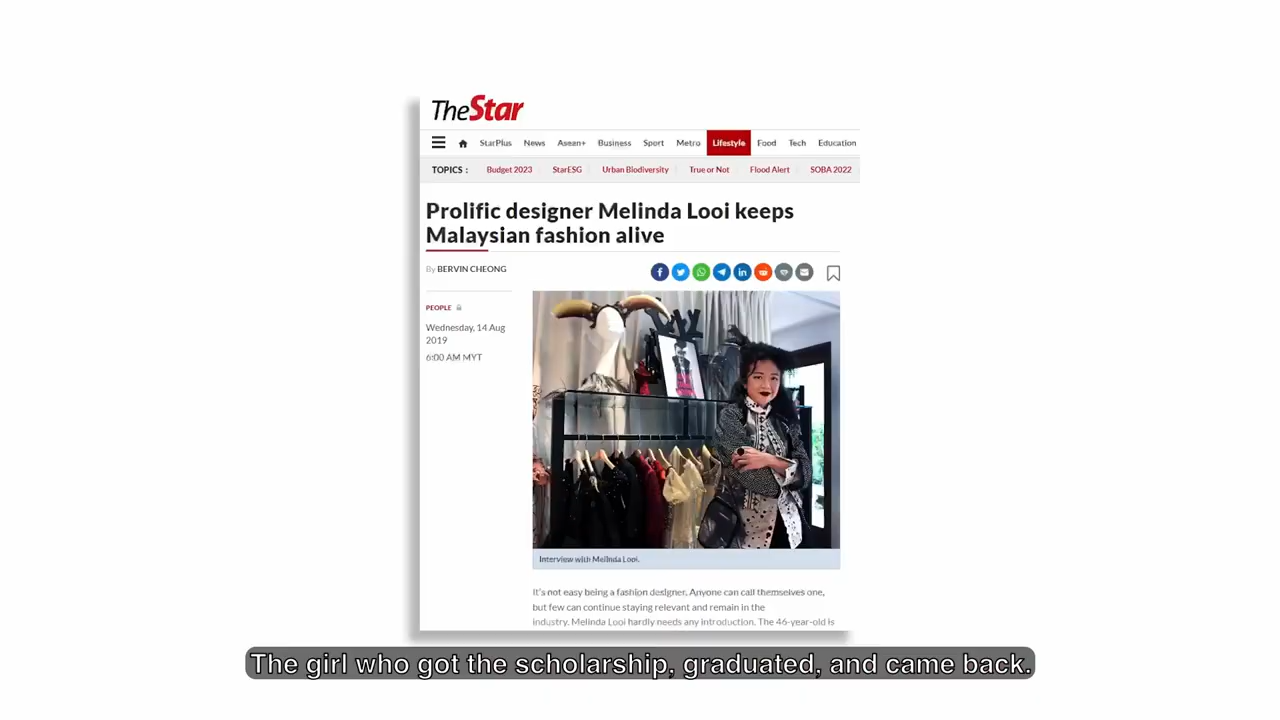 TheStar
StarPlus News Asean+ Business Sport Metro Lifestyle Food Tech Education
TOPICS : Budget 2023 StarESG Urban Biodiversity True or Not Flood Alert SOBA 2022
Prolific designer Melinda Looi keeps
Malaysian fashion alive
By BERVIN CHEONG
PEOPLE
Wednesday, 14 Aug
2019
6:00 AM MYT
Interview with Melinda Looi.
It's not easy being a fashion designer. Anyone can call themselves one,
but few can continue staying relevant and remain in the
industry. Melinda Looi hardly needs any introduction. The 46-year-old is
The girl who got the scholarship, graduated, and came back.